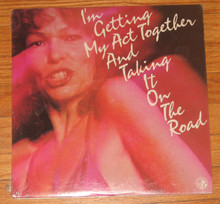 I'm
Getting
My Act Together
And
Taking
It
On
The
Road